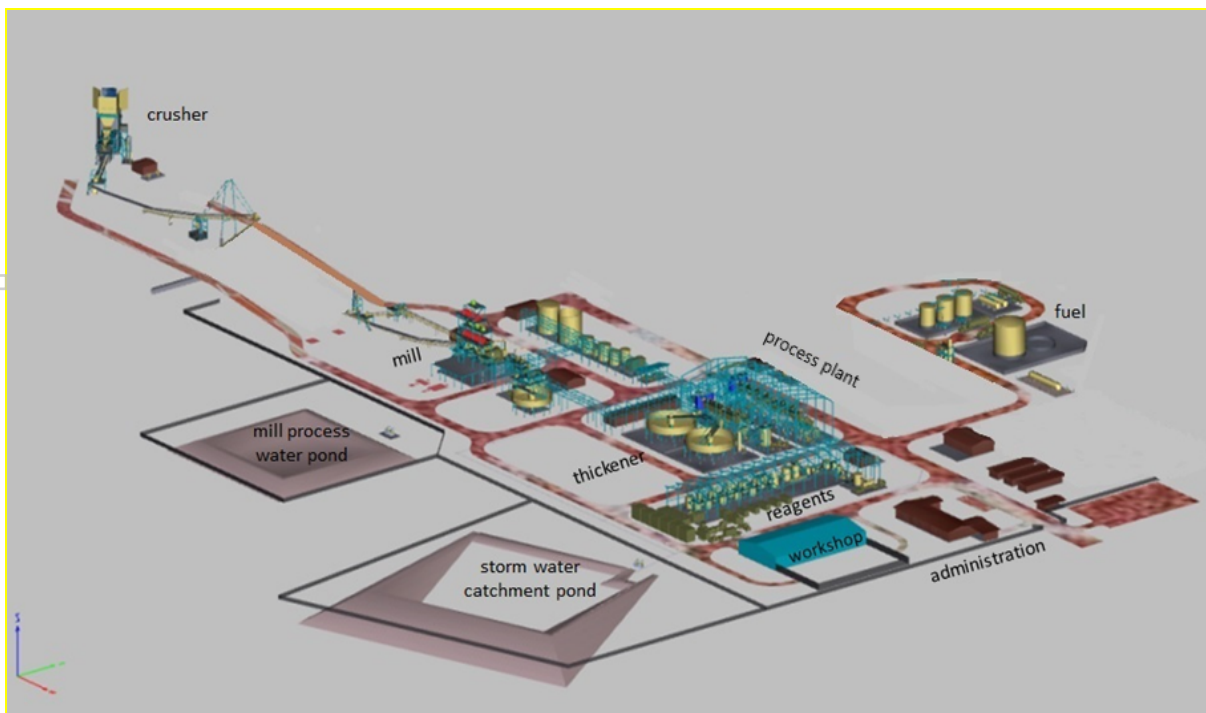 crusher
fuel
process plant
mill
mill process
water pond
thickener
reagents
workshop
administration
storm water
catchment pond